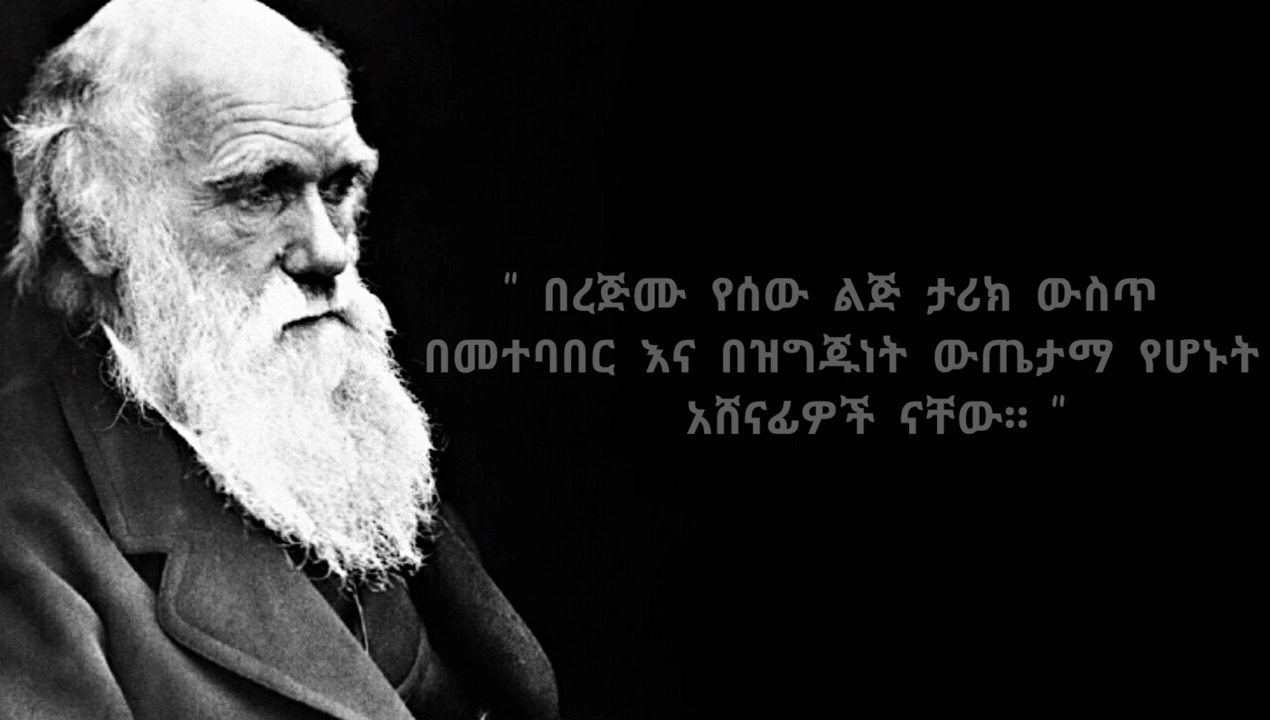 " በረጅሙ የሰው ልጅ ታሪክ ውስጥ
በመተባበር እና በዝግጁነት ውጤታማ የሆኑት
አሸናፊዎች ናቸው። "